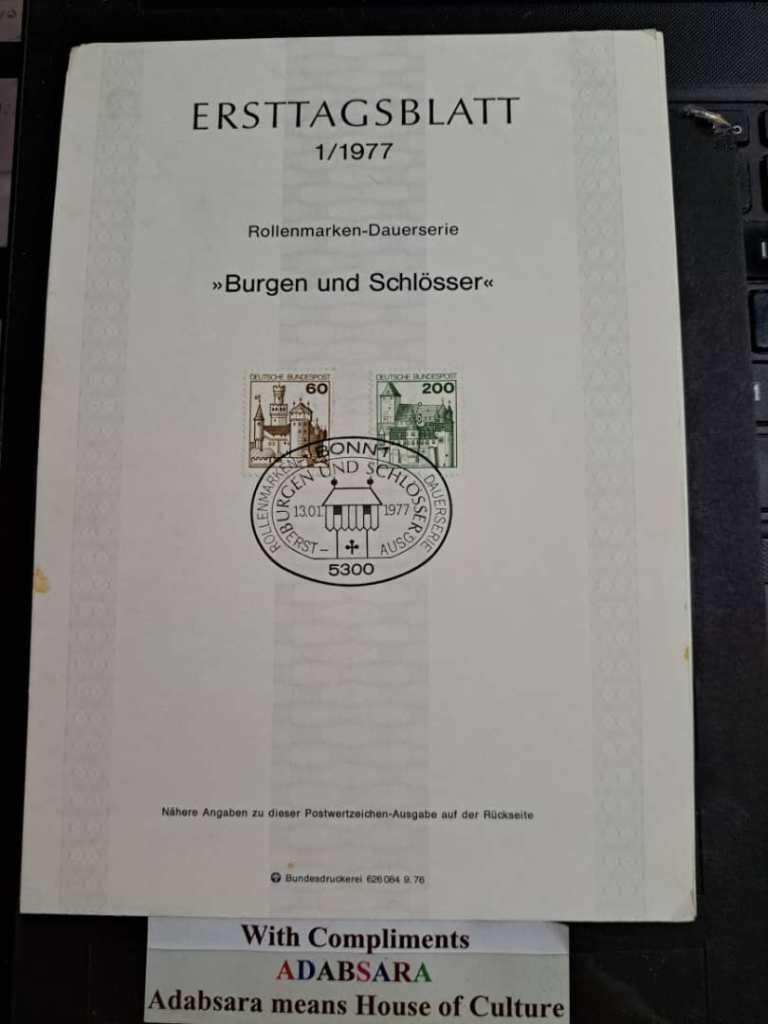 ERSTTAGSBLATT
1/1977
Rollenmarken-Dauerserie
»Burgen und Schlösser«
DEUTSCHE BUNDESPOST
60
DEUTSCHE BUNDESPOST
200
BONN 1
ROLLENMARKEN- DAUERSERIE
BURGEN UND SCHLÖSSER
13.01. 1977
ERST- AUSG.
5300
Nähere Angaben zu dieser Postwertzeichen-Ausgabe auf der Rückseite
Bundesdruckerei 626 084 9.76
With Compliments
ADABSARA
Adabsara means House of Culture